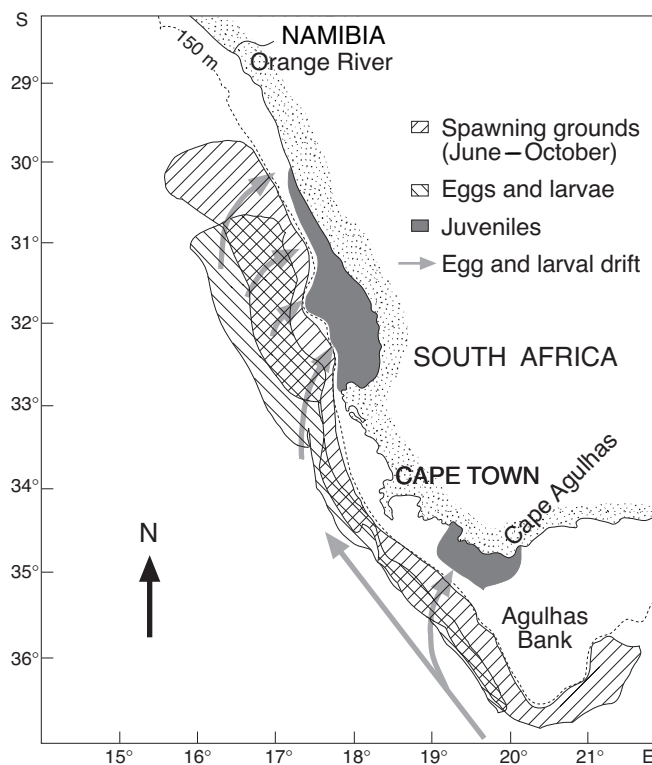 S
NAMIBIA
Orange River
150 m
29°
30°
31°
32°
33°
34°
35°
36°
Spawning grounds
(June – October)
Eggs and larvae
Juveniles
Egg and larval drift
SOUTH AFRICA
CAPE TOWN
Cape Agulhas
N
Agulhas
Bank
15°
16°
17°
18°
19°
20°
21°
E